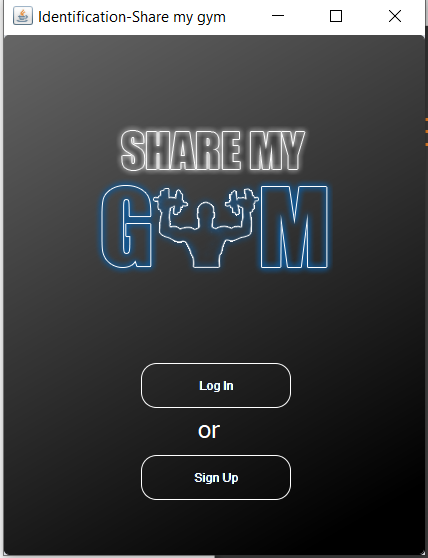 Identification-Share my gym
SHARE MY
GYM
Log In
or
Sign Up